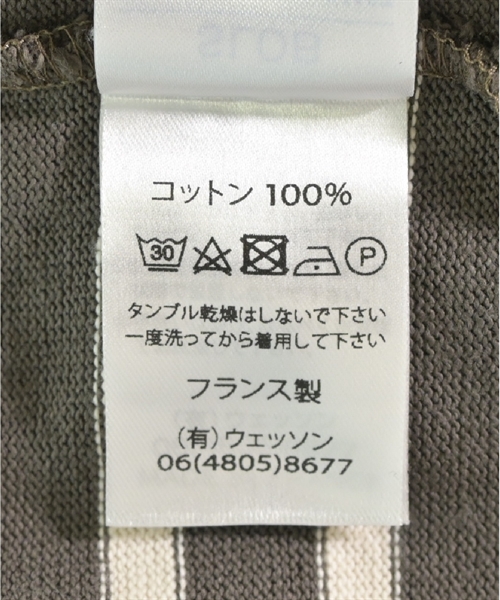 コットン 100%
30 P
タンブル乾燥はしないで下さい
一度洗ってから着用して下さい
フランス製
(有)ウェッソン
06(4805)8677